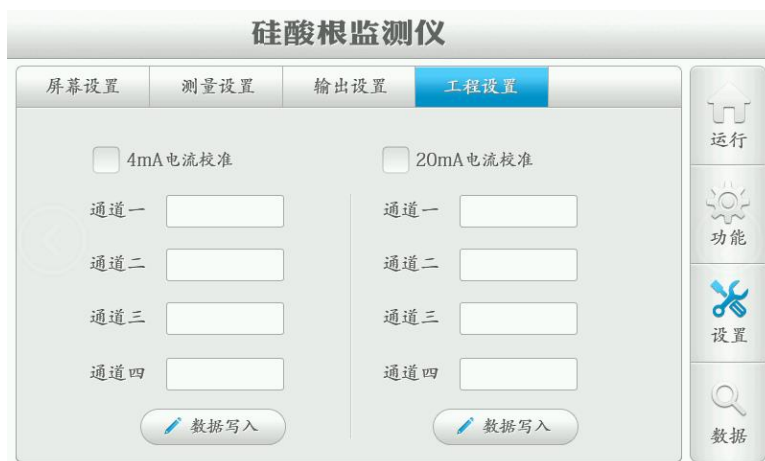 硅酸根监测仪
屏幕设置 测量设置 输出设置 工程设置
运行
4mA电流校准 20mA电流校准
通道一 通道一
功能
通道二 通道二
通道三 通道三
设置
通道四 通道四
数据写入 数据写入
数据